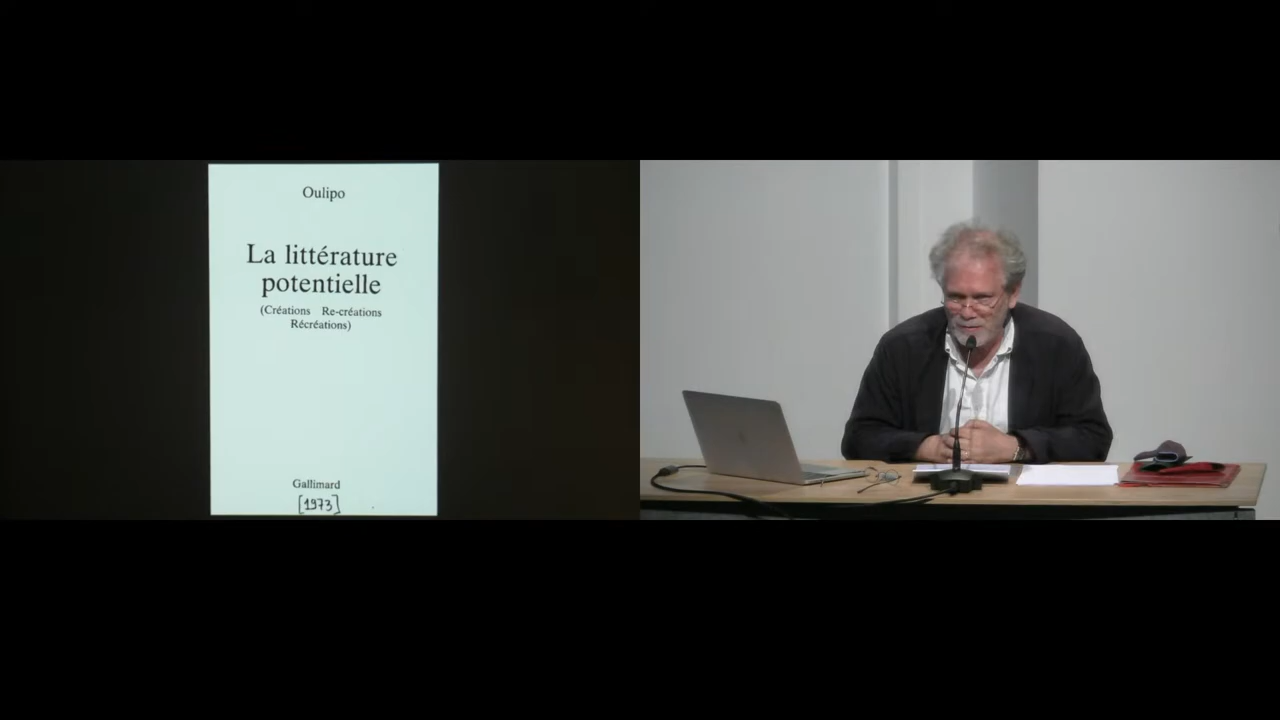 Oulipo
La littérature
potentielle
(Créations Re-créations
Récréations)
Gallimard
[1973]